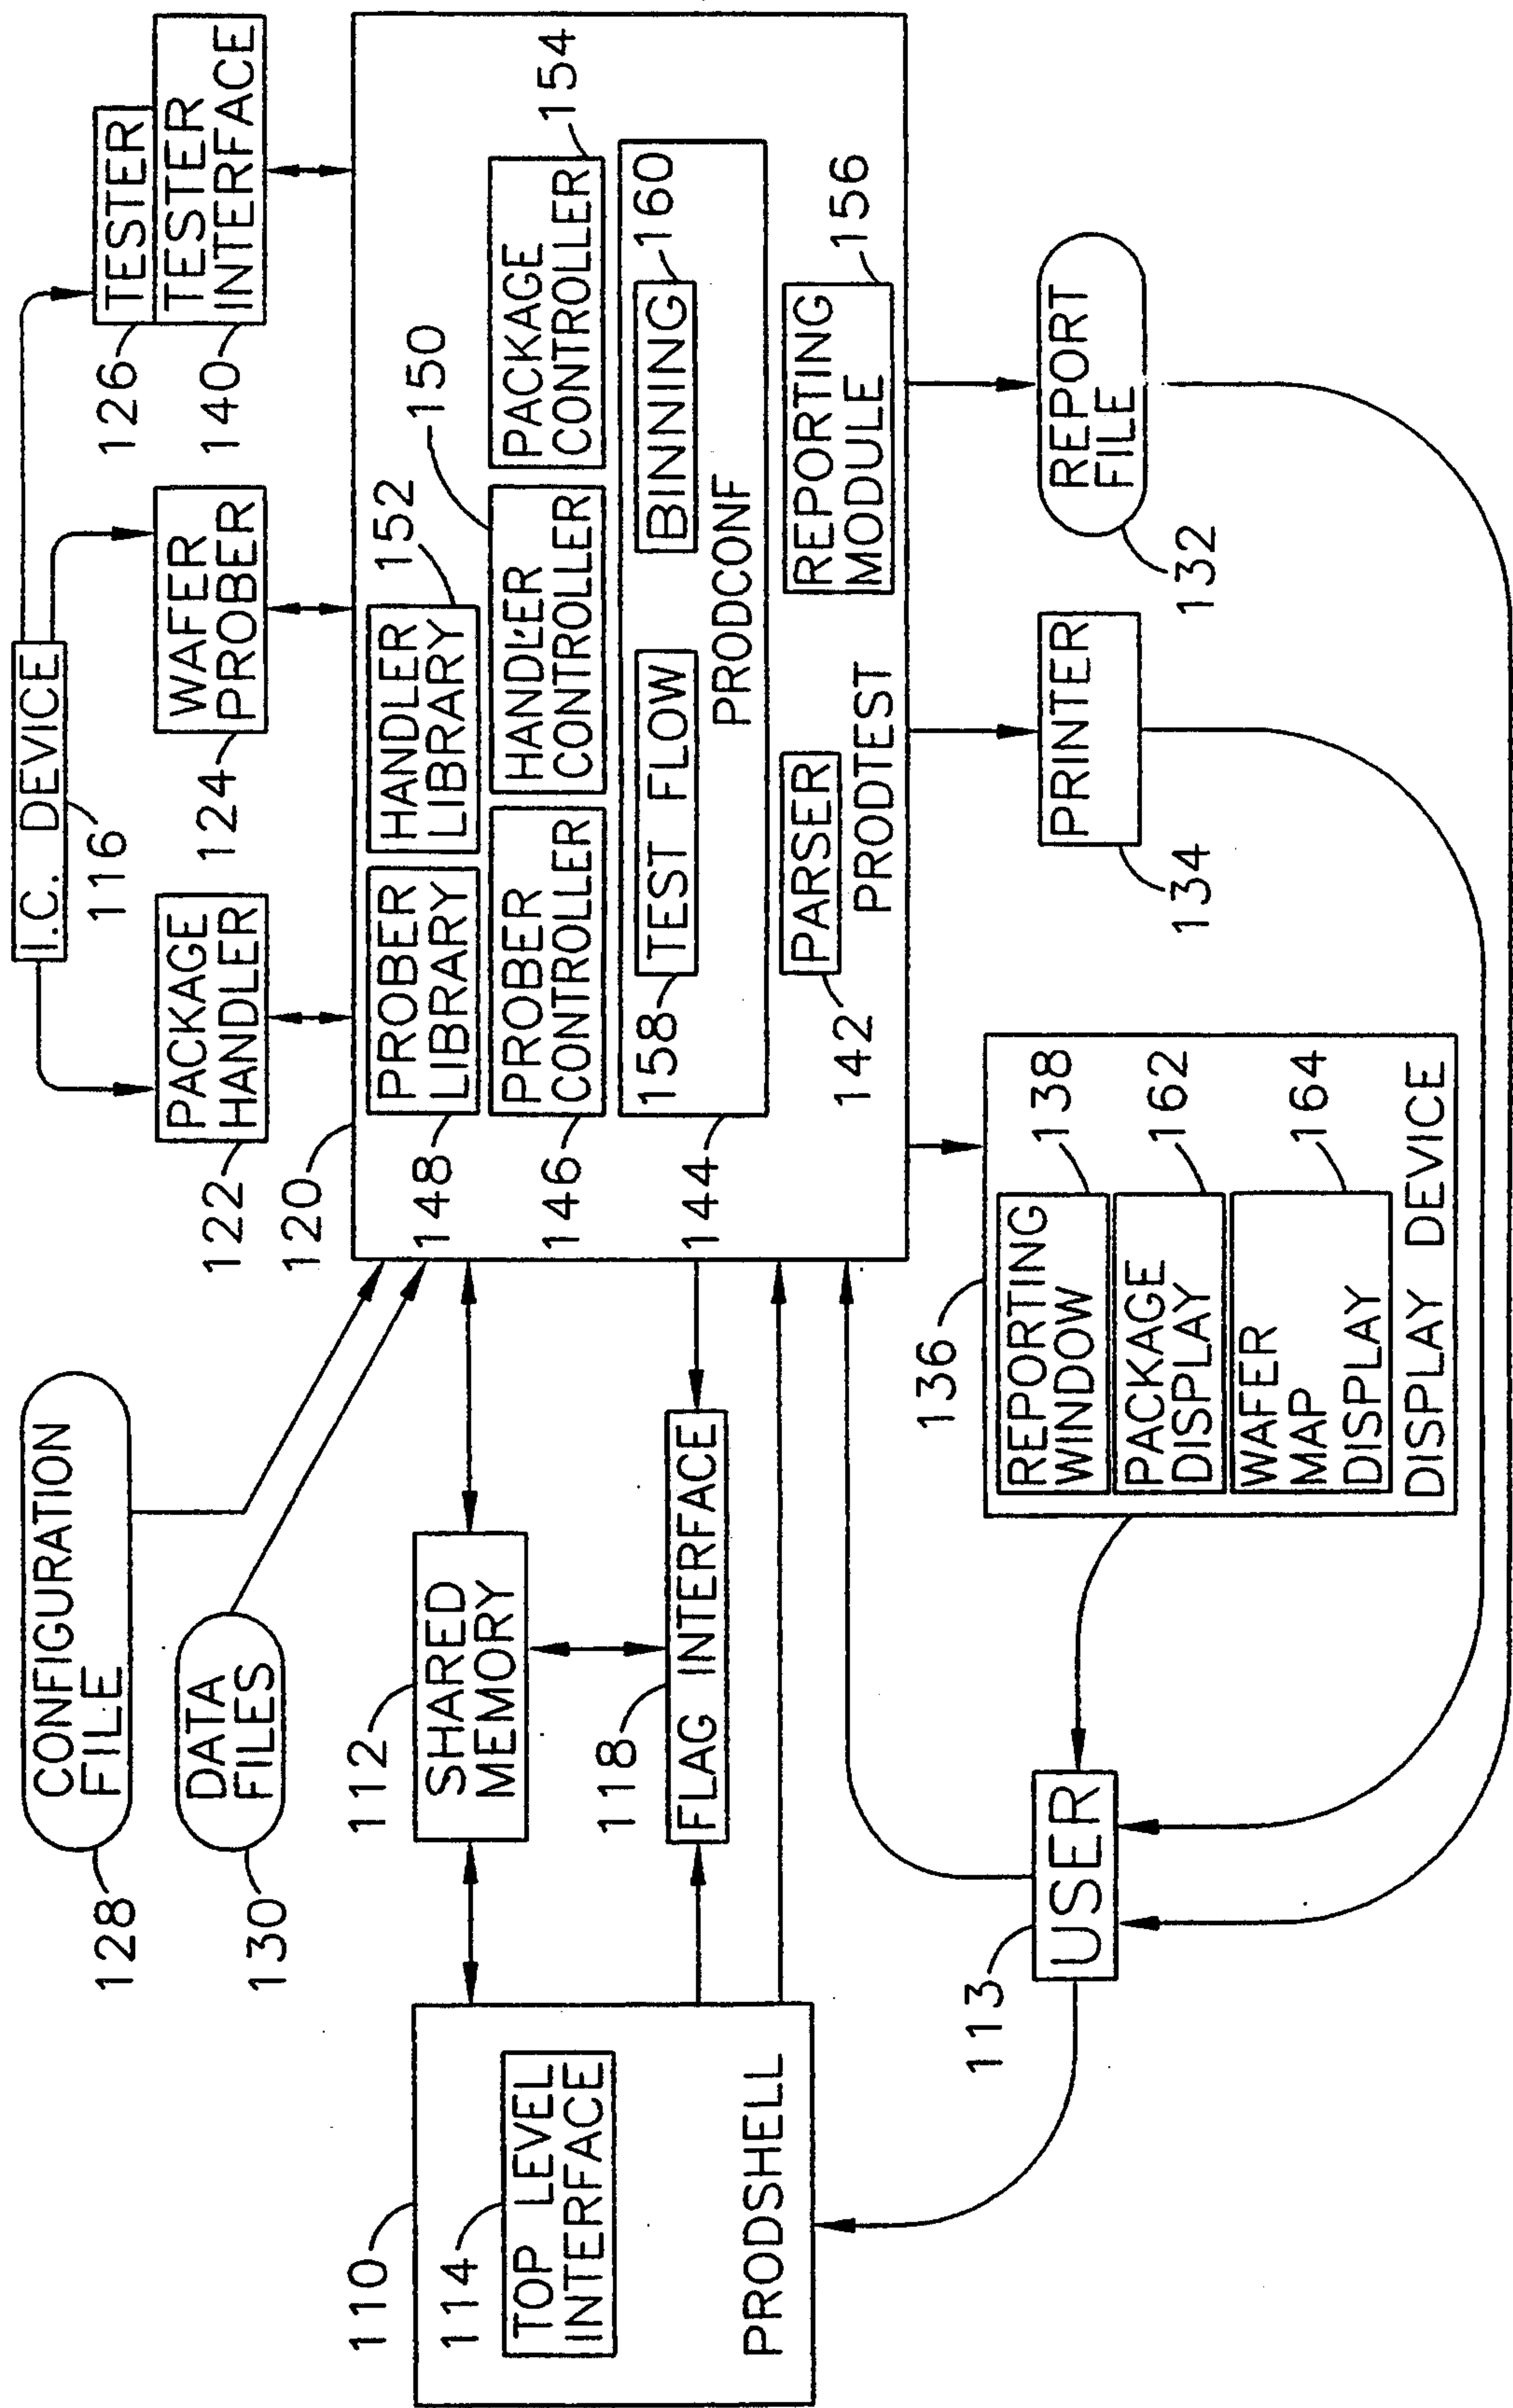 I.C. DEVICE
116
PACKAGE
HANDLER
122
WAFER
PROBER
124
TESTER
126
TESTER
INTERFACE
140
CONFIGURATION
FILE
128
DATA
FILES
130
120
PROBER
LIBRARY
148
HANDLER
LIBRARY
152
PROBER
CONTROLLER
146
HANDLER
CONTROLLER
150
PACKAGE
CONTROLLER
154
158
TEST FLOW
BINNING
160
PRODCONF
144
PARSER
142
REPORTING
MODULE
156
PRODTEST
110
114
TOP LEVEL
INTERFACE
PRODSHELL
112
SHARED
MEMORY
118
FLAG INTERFACE
113
USER
136
REPORTING
WINDOW
138
PACKAGE
DISPLAY
162
WAFER
MAP
DISPLAY
164
DISPLAY DEVICE
PRINTER
134
REPORT
FILE
132